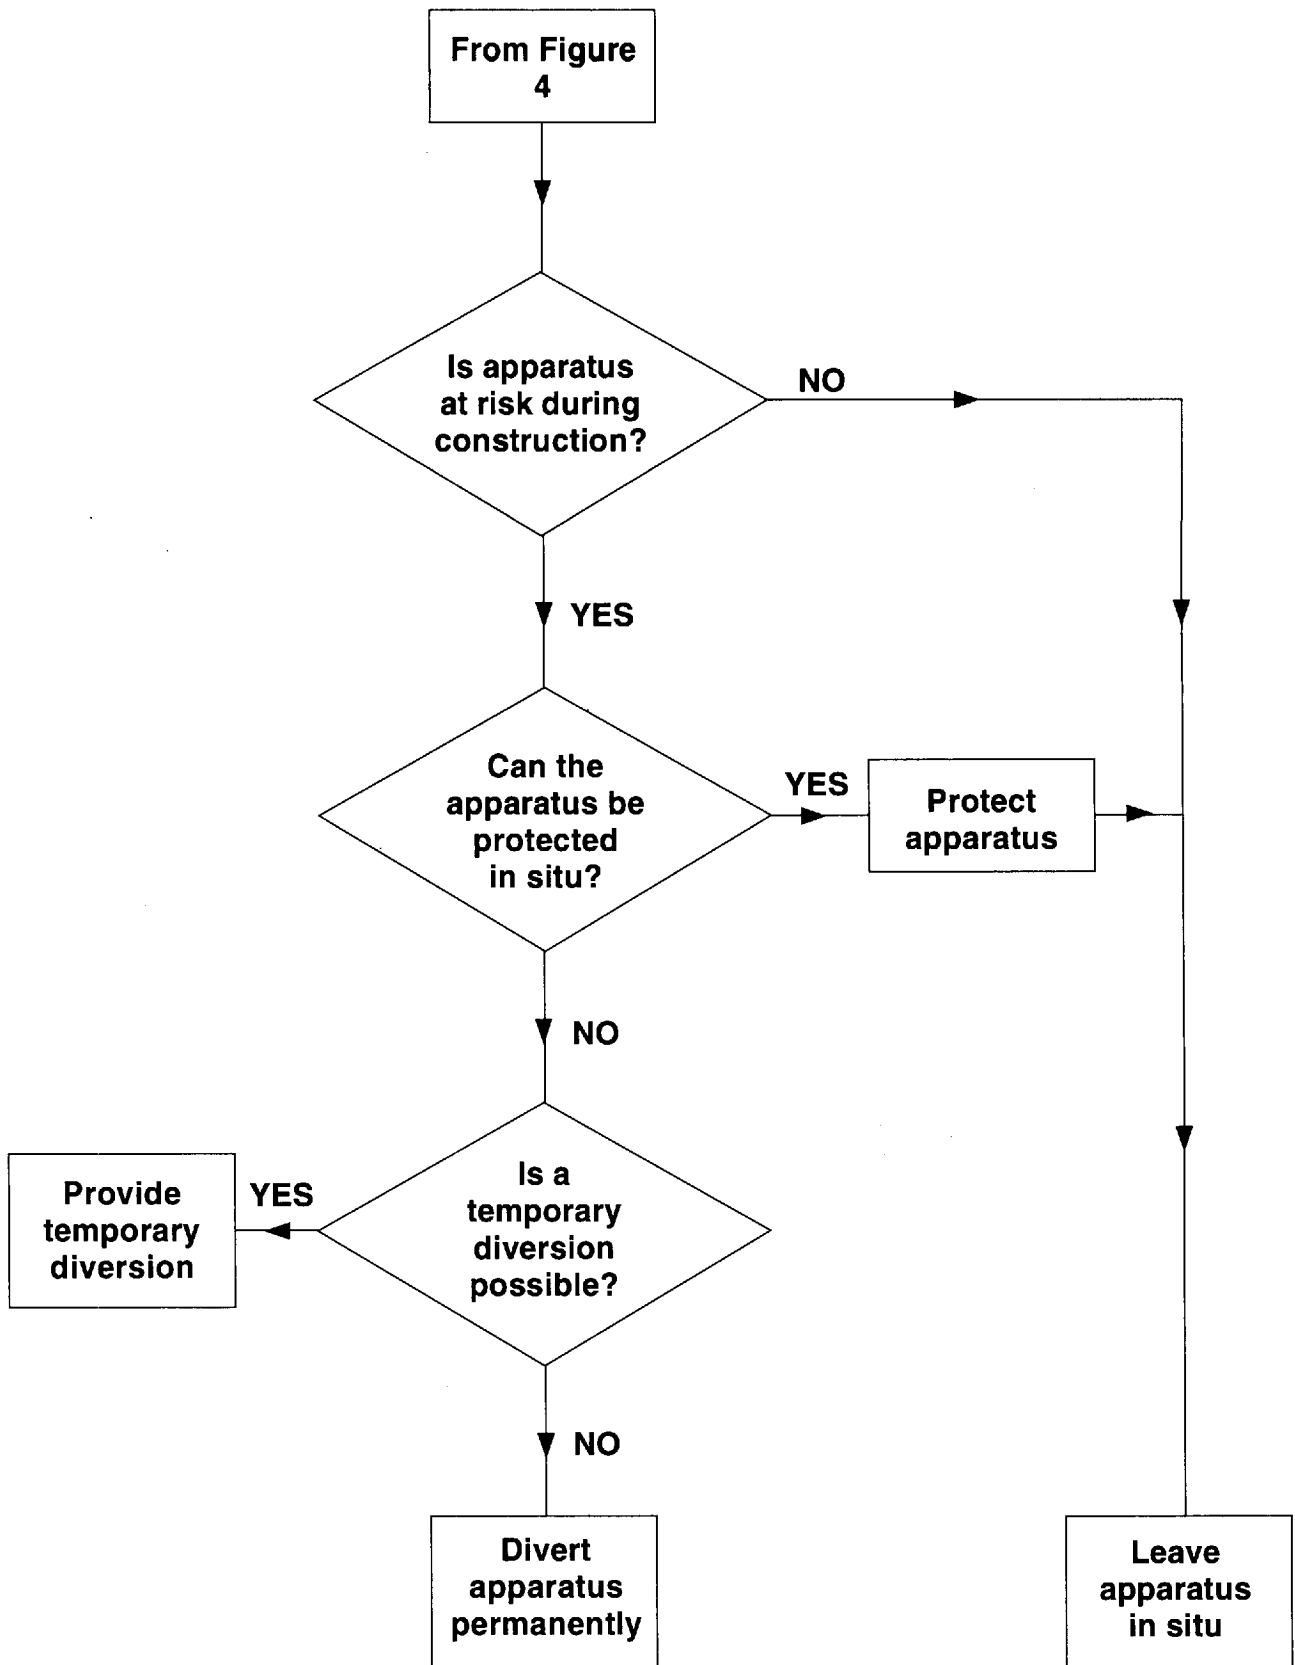 From Figure
4
Is apparatus
at risk during
construction?
NO
YES
Can the
apparatus be
protected
in situ?
YES
Protect
apparatus
NO
Is a
temporary
diversion
possible?
YES
Provide
temporary
diversion
NO
Divert
apparatus
permanently
Leave
apparatus
in situ